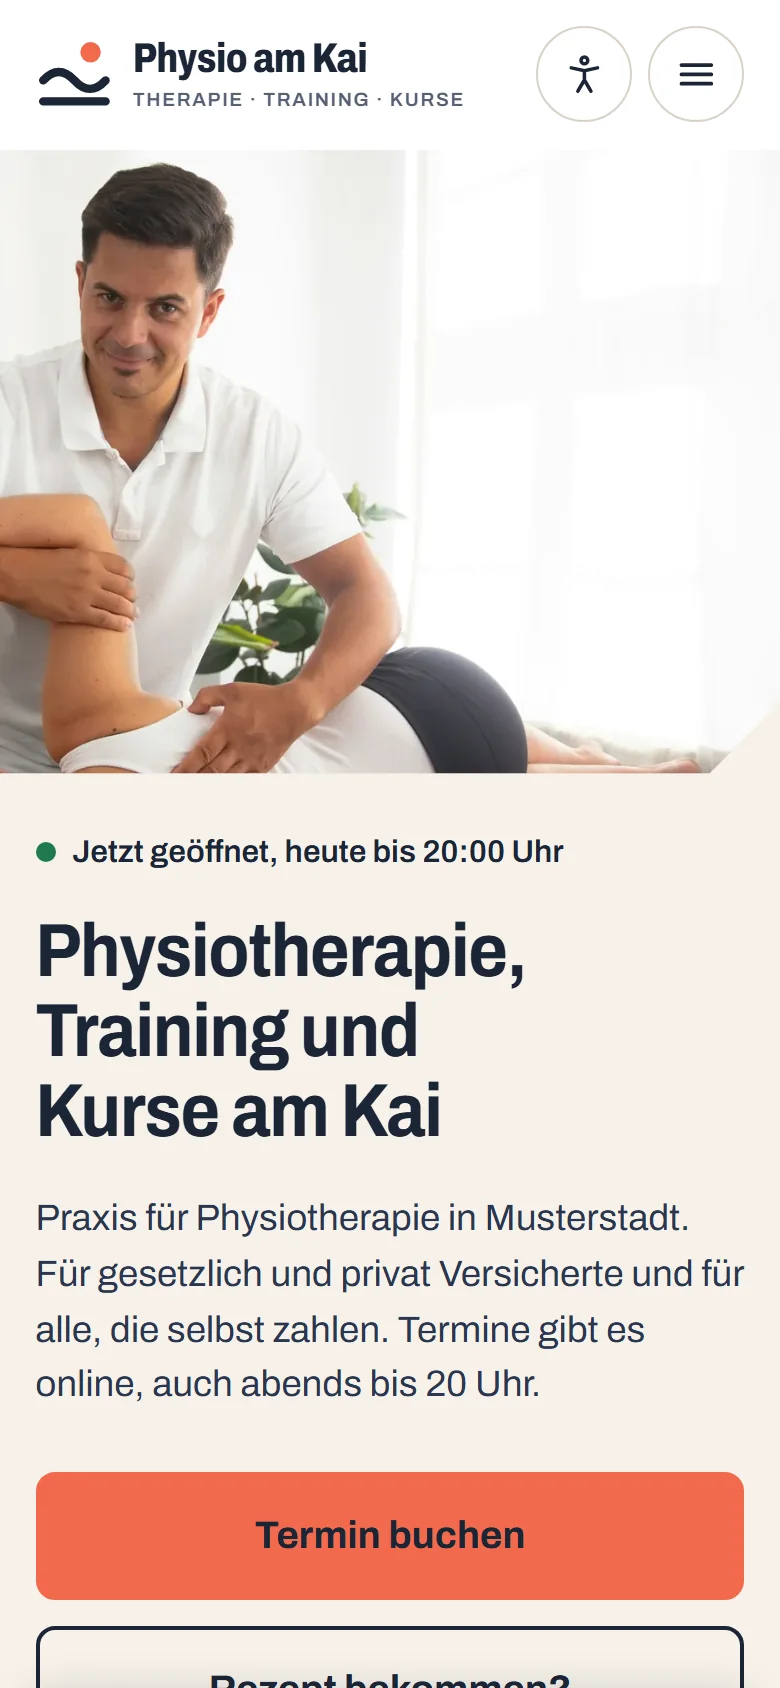 Physio am Kai
THERAPIE · TRAINING · KURSE
Jetzt geöffnet, heute bis 20:00 Uhr
Physiotherapie,
Training und
Kurse am Kai
Praxis für Physiotherapie in Musterstadt.
Für gesetzlich und privat Versicherte und für
alle, die selbst zahlen. Termine gibt es
online, auch abends bis 20 Uhr.
Termin buchen
Rezept bekommen?